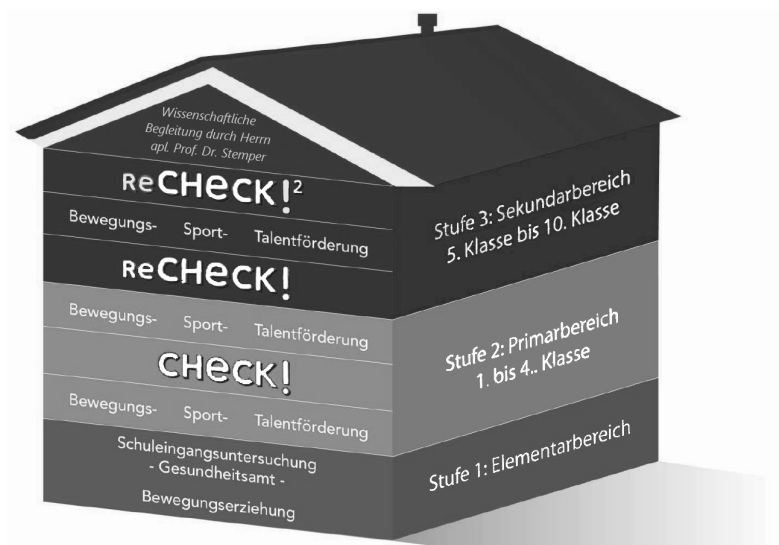 Wissenschaftliche
Begleitung durch Herrn
apl. Prof. Dr. Stemper
ReCHeCK!²
Bewegungs- Sport- Talentförderung
ReCHeCK!
Bewegungs- Sport- Talentförderung
CHeCK!
Bewegungs- Sport- Talentförderung
Schuleingangsuntersuchung
- Gesundheitsamt -
Bewegungserziehung
Stufe 3: Sekundarbereich
5. Klasse bis 10. Klasse
Stufe 2: Primarbereich
1. bis 4.. Klasse
Stufe 1: Elementarbereich